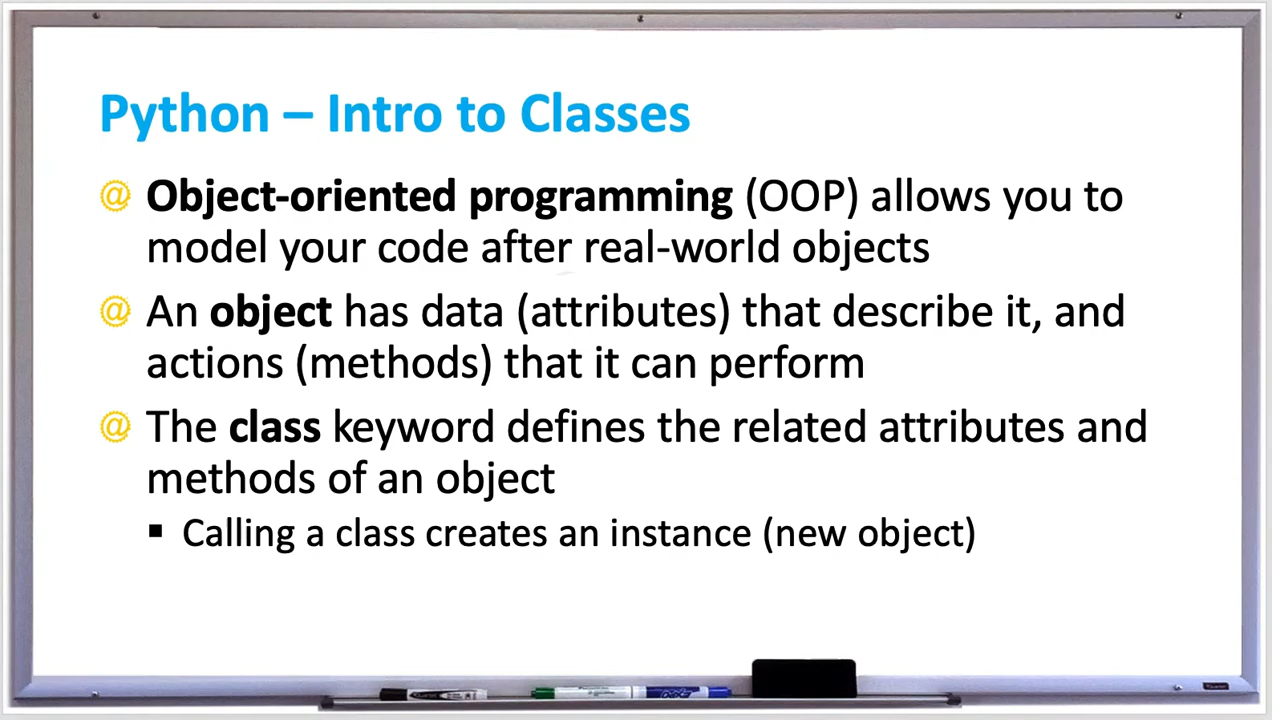 Python – Intro to Classes
@ Object-oriented programming (OOP) allows you to
model your code after real-world objects
@ An object has data (attributes) that describe it, and
actions (methods) that it can perform
@ The class keyword defines the related attributes and
methods of an object
▪ Calling a class creates an instance (new object)